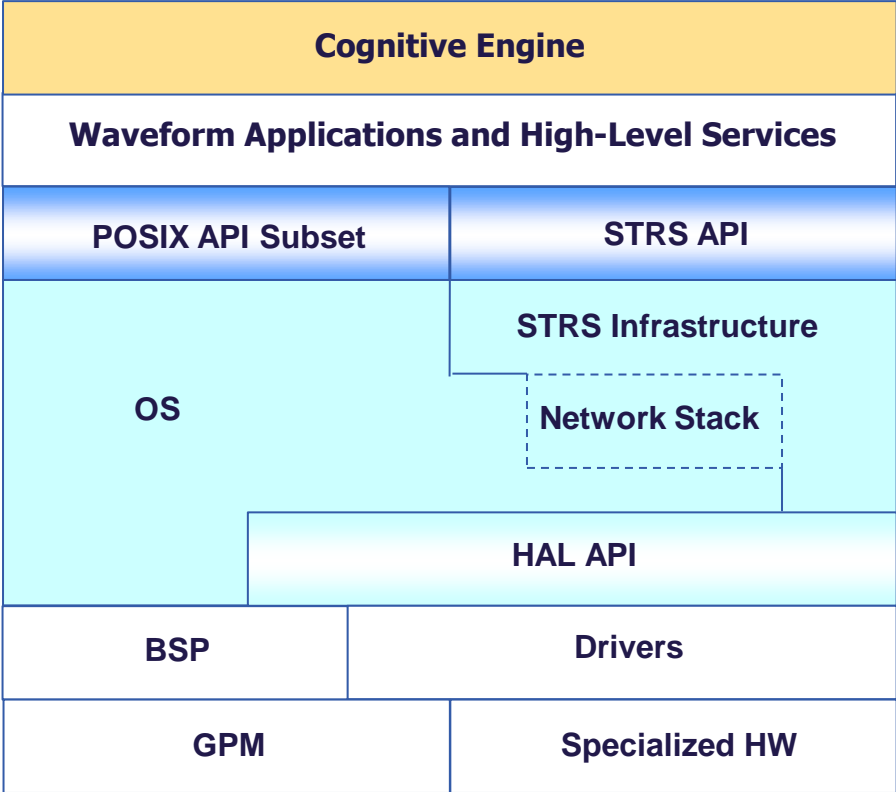 Cognitive Engine
Waveform Applications and High-Level Services
POSIX API Subset
STRS API
STRS Infrastructure
OS
Network Stack
HAL API
BSP
Drivers
GPM
Specialized HW